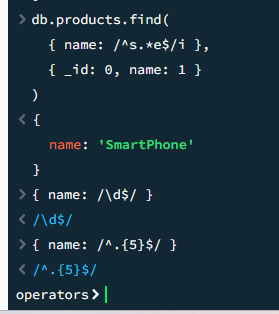 > db.products.find(
{ name: /^s.*e$/i },
{ _id: 0, name: 1 }
)
< {
name: 'SmartPhone'
}
> { name: /\d$/ }
< /\d$/
> { name: /^.{5}$/ }
< /^.{5}$/
operators>